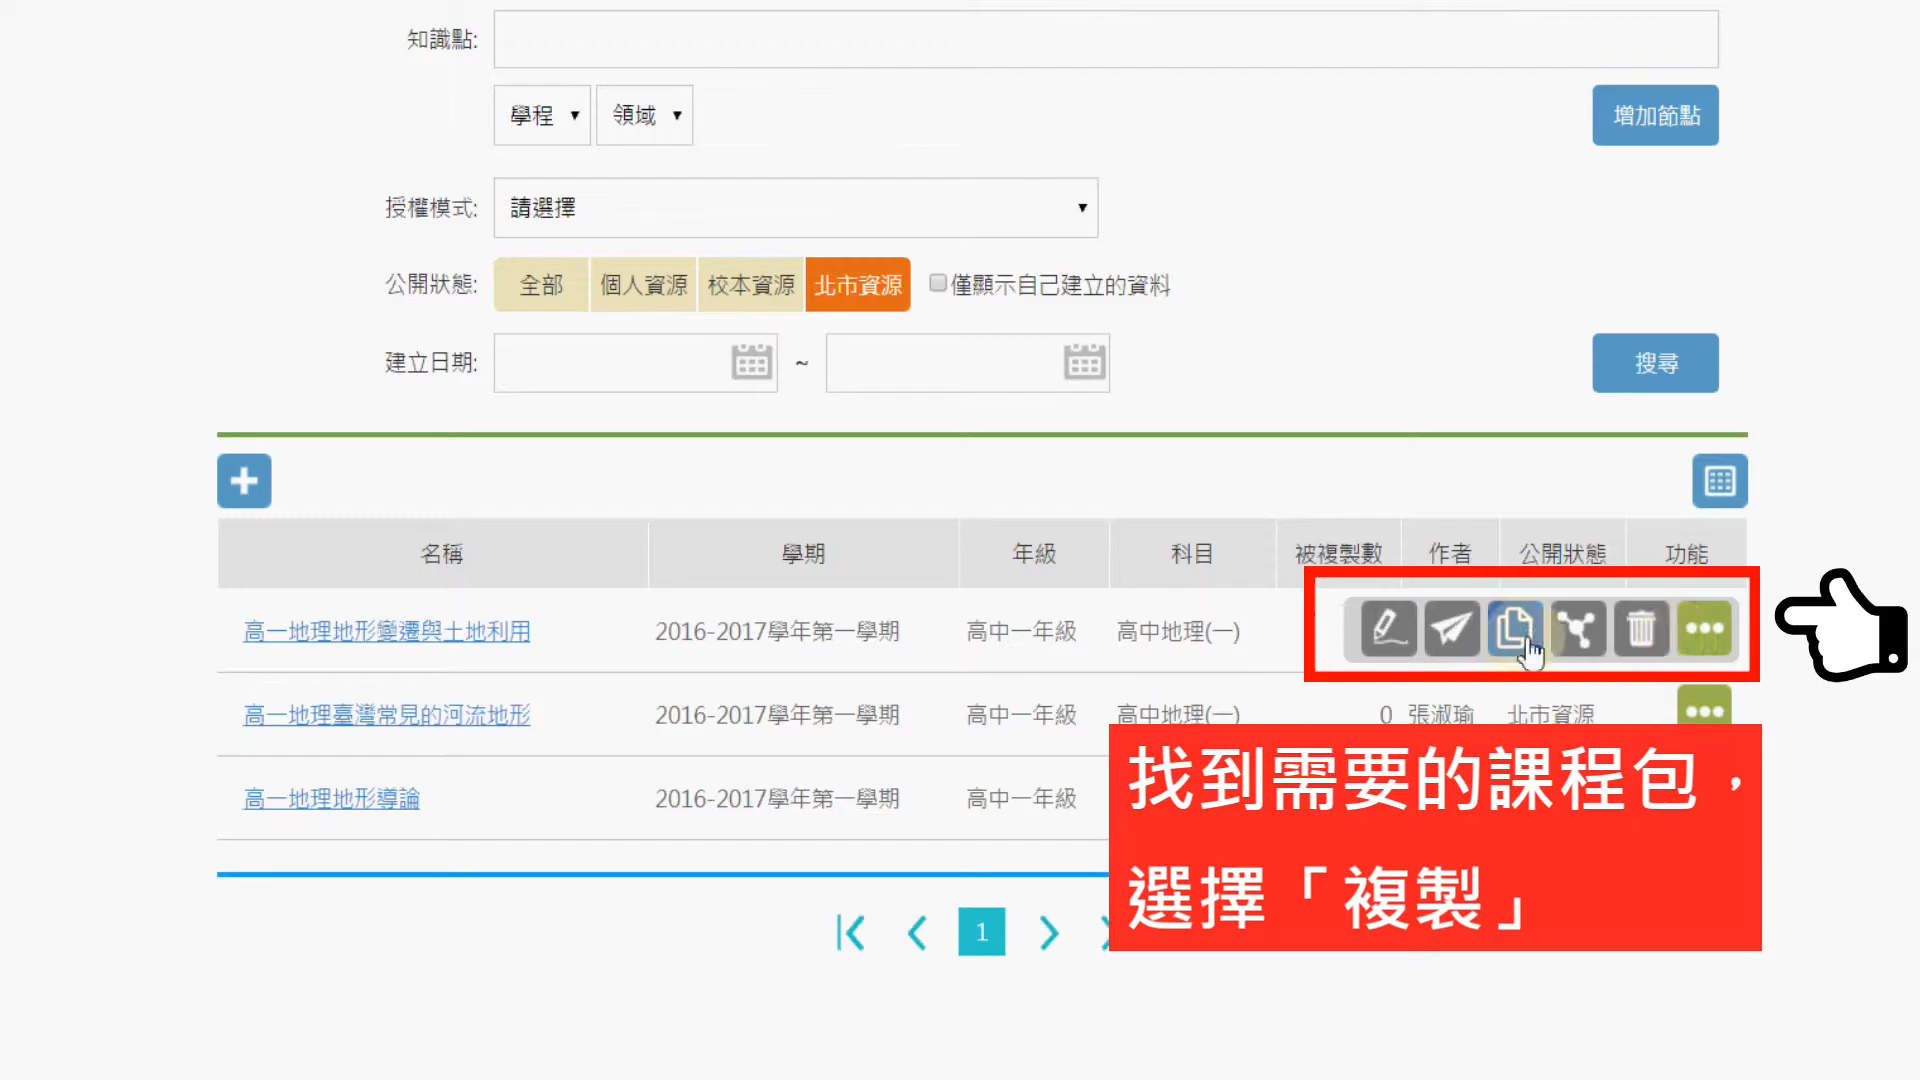 知識點:
學程 領域 增加節點
授權模式: 請選擇
公開狀態: 全部 個人資源 校本資源 北市資源 僅顯示自己建立的資料
建立日期: ~ 搜尋
名稱 學期 年級 科目 被複製數 作者 公開狀態 功能
高一地理地形變遷與土地利用 2016-2017學年第一學期 高中一年級 高中地理(一)
高一地理臺灣常見的河流地形 2016-2017學年第一學期 高中一年級 高中地理(一) 0 張淑瑜 北市資源
高一地理地形導論 2016-2017學年第一學期 高中一年級
找到需要的課程包，
選擇「複製」
1